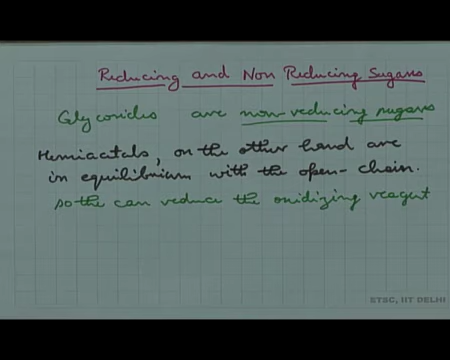 Reducing and Non Reducing Sugars
Glycosides are non-reducing sugars
Hemiacetals, on the other hand are
in equilibrium with the open-chain.
so the can reduce the oxidizing reagent
ETSC, IIT DELHI